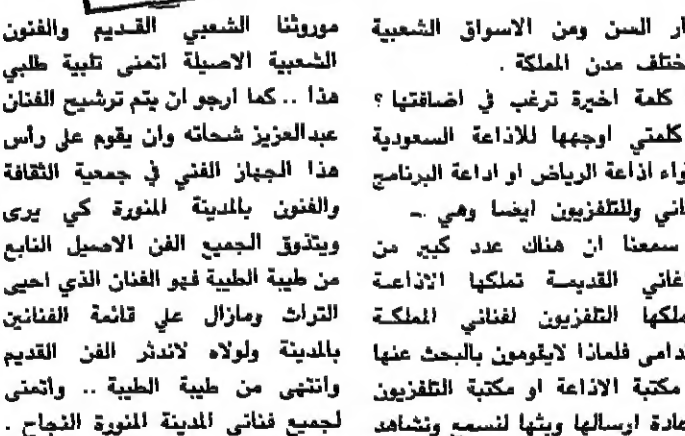 ار السن ومن الاسواق الشعبية
ختلف مدن المملكة .
كلمة اخيرة ترغب في اضافتها ؟
كلمتي اوجهها للاذاعة السعودية
واء اذاعة الرياض او اداعة البرنامج
اني وللتلفزيون ايضا وهي ..
سمعنا ان هناك عدد كبير من
غاني القديمة تملكها الاذاعة
ملكها التلفزيون لفناني المملكة
دامى فلماذا لايقومون بالبحث عنها
مكتبة الاذاعة او مكتبة التلفزيون
عادة ارسالها وبثها لنسمع ونشاهد
موروثنا الشعبي القديم والفنون
الشعبية الاصيلة اتمنى تلبية طلبي
هذا .. كما ارجو ان يتم ترشيح الفنان
عبدالعزيز شحاته وان يقوم على رأس
هذا الجهاز الفني في جمعية الثقافة
والفنون بالمدينة المنورة كي يرى
ويتذوق الجميع الفن الاصيل النابع
من طيبة الطيبة فهو الفنان الذي احيى
التراث ومازال على قائمة الفنانين
بالمدينة ولولاه لاندثر الفن القديم
وانتهى من طيبة الطيبة .. واتمنى
لجميع فناني المدينة المنورة النجاح .